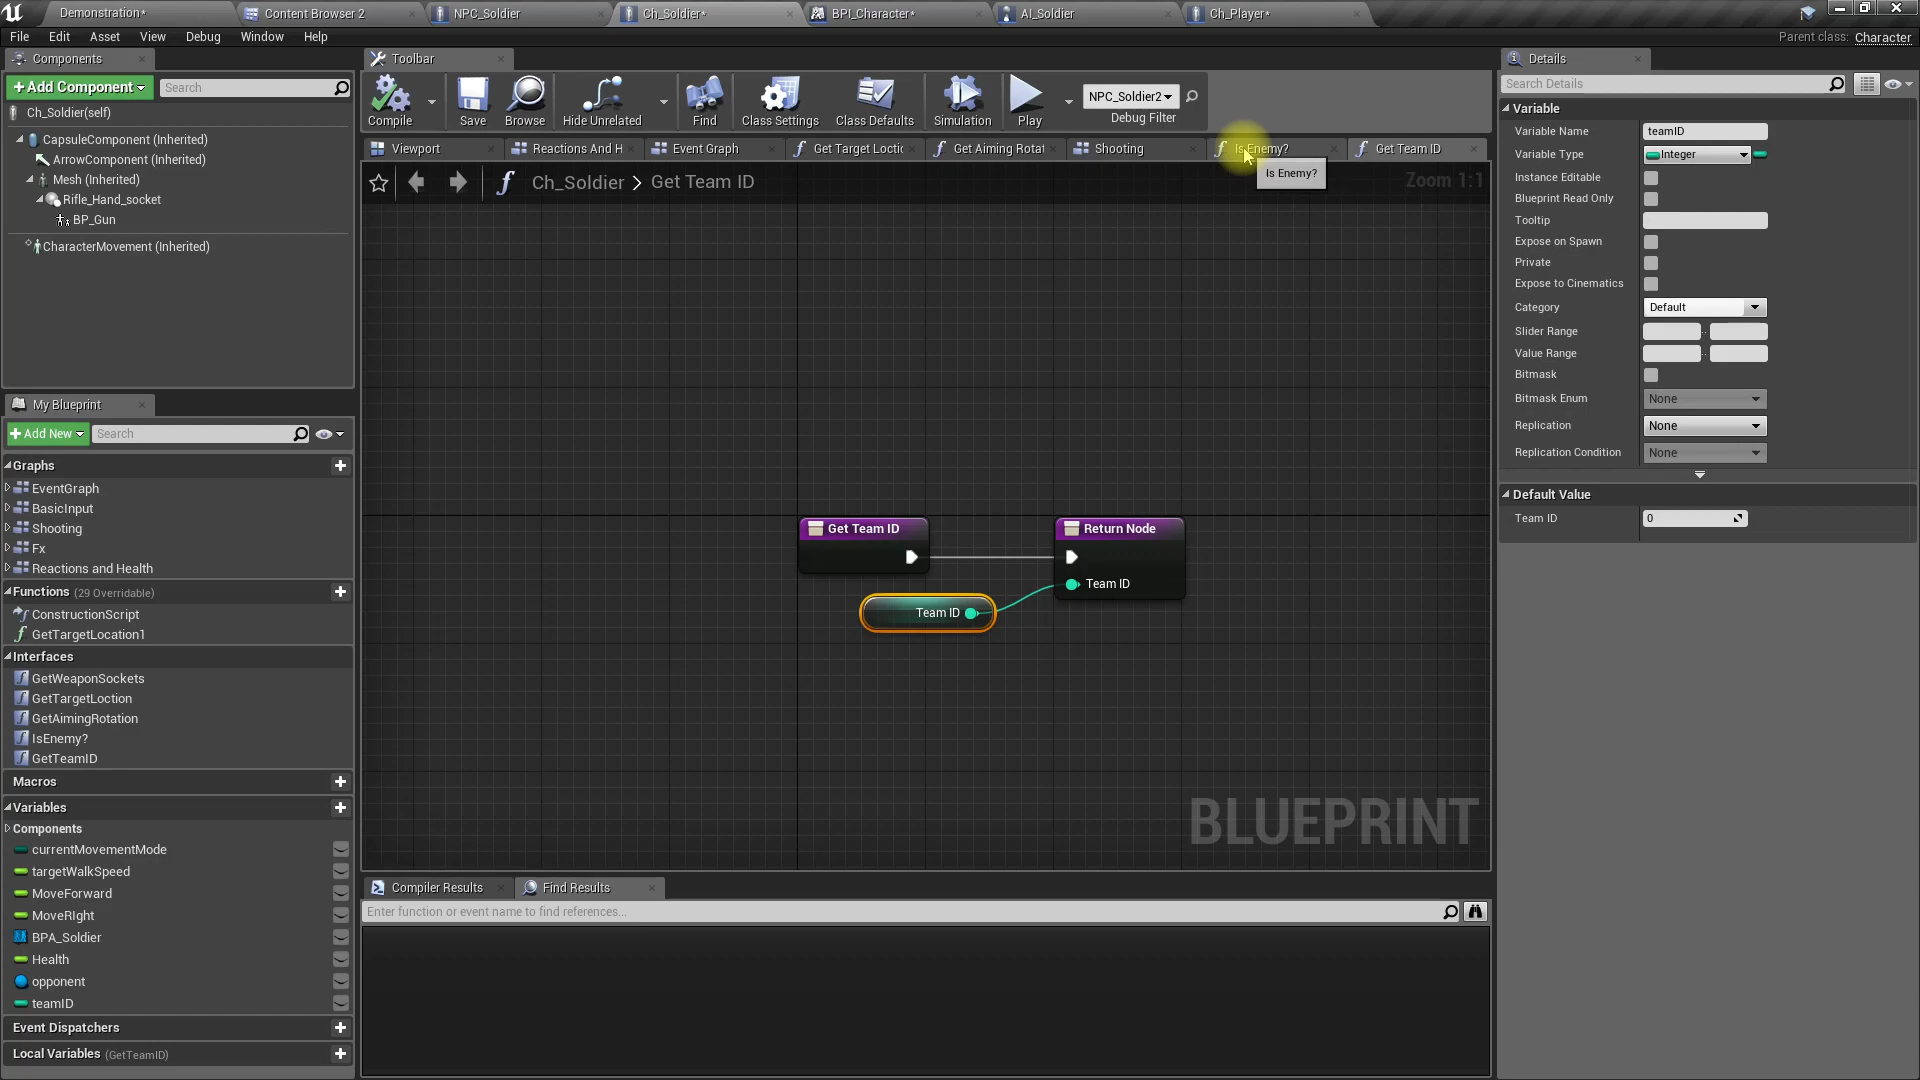 Demonstration*
Content Browser 2
NPC_Soldier
Ch_Soldier*
BPI_Character*
AI_Soldier
Ch_Player*
File Edit Asset View Debug Window Help
Parent class: Character
Components
+Add Component
Search
Ch_Soldier(self)
CapsuleComponent (Inherited)
ArrowComponent (Inherited)
Mesh (Inherited)
Rifle_Hand_socket
BP_Gun
CharacterMovement (Inherited)
My Blueprint
+Add New
Search
Graphs
EventGraph
BasicInput
Shooting
Fx
Reactions and Health
Functions (29 Overridable)
ConstructionScript
GetTargetLocation1
Interfaces
GetWeaponSockets
GetTargetLoction
GetAimingRotation
IsEnemy?
GetTeamID
Macros
Variables
Components
currentMovementMode
targetWalkSpeed
MoveForward
MoveRIght
BPA_Soldier
Health
opponent
teamID
Event Dispatchers
Local Variables (GetTeamID)
Toolbar
Compile
Save
Browse
Hide Unrelated
Find
Class Settings
Class Defaults
Simulation
Play
NPC_Soldier2
Debug Filter
Viewport
Reactions And H
Event Graph
Get Target Loctic
Get Aiming Rotat
Shooting
Is Enemy?
Get Team ID
Is Enemy?
Ch_Soldier > Get Team ID
Zoom 1:1
Get Team ID
Return Node
Team ID
Team ID
BLUEPRINT
Compiler Results
Find Results
Enter function or event name to find references...
Details
Search Details
Variable
Variable Name teamID
Variable Type Integer
Instance Editable
Blueprint Read Only
Tooltip
Expose on Spawn
Private
Expose to Cinematics
Category Default
Slider Range
Value Range
Bitmask
Bitmask Enum None
Replication None
Replication Condition None
Default Value
Team ID 0